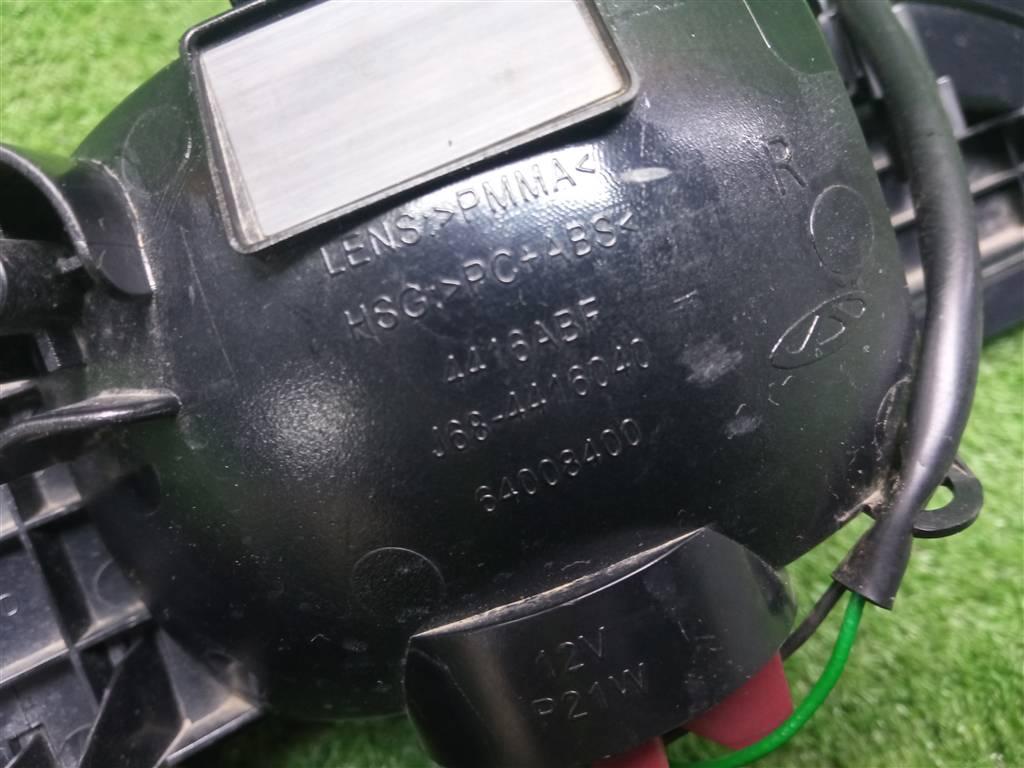 LENS:>PMMA<
R
HSG:>PC+ABS<
4416ABF
J68-4416040
64008400
12V
P21W